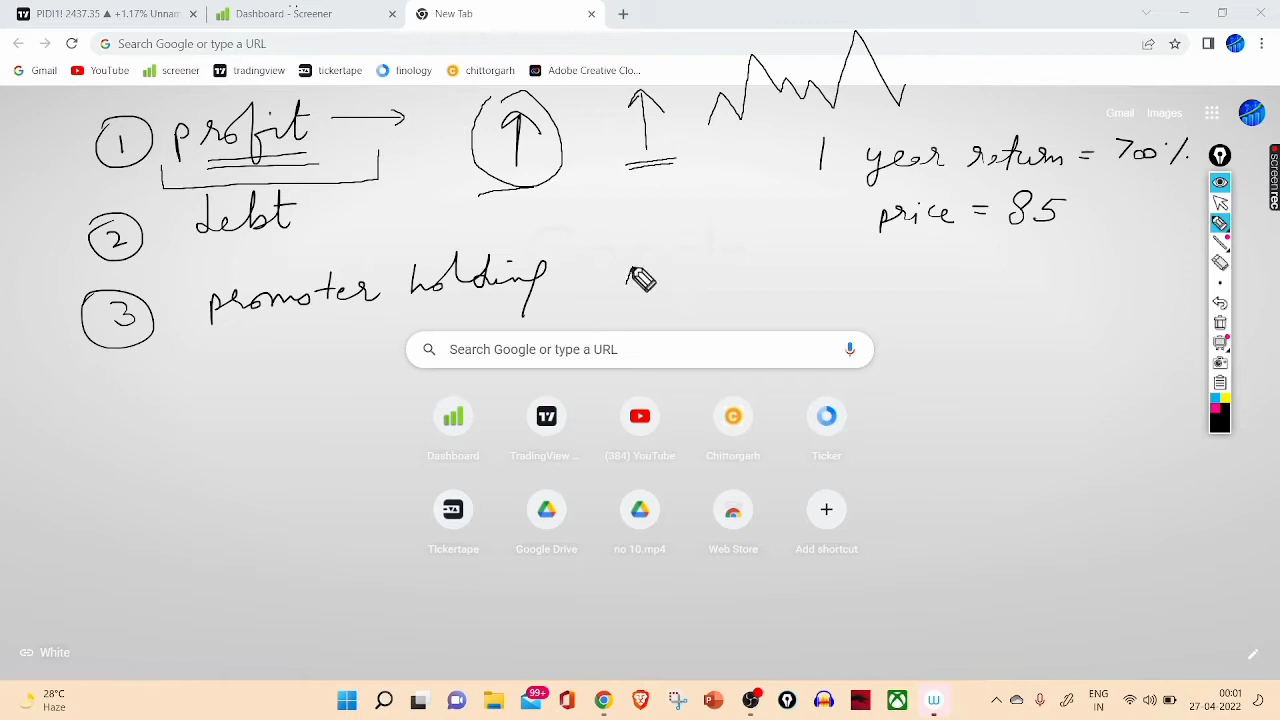 PIDI1! 2437.35 ▲ +1.17% Unnam
Dashboard - Screener
New Tab
Search Google or type a URL
Gmail
YouTube
screener
tradingview
tickertape
finology
chittorgarh
Adobe Creative Clo...
Gmail Images
1 profit
1 year return = 700%
2 debt
price = 85
3 promoter holding
screenrec
Search Google or type a URL
Dashboard
TradingView ...
(384) YouTube
Chittorgarh
Ticker
Tickertape
Google Drive
no 10.mp4
Web Store
Add shortcut
White
28°C
Haze
99+
ENG
IN
00:01
27-04-2022